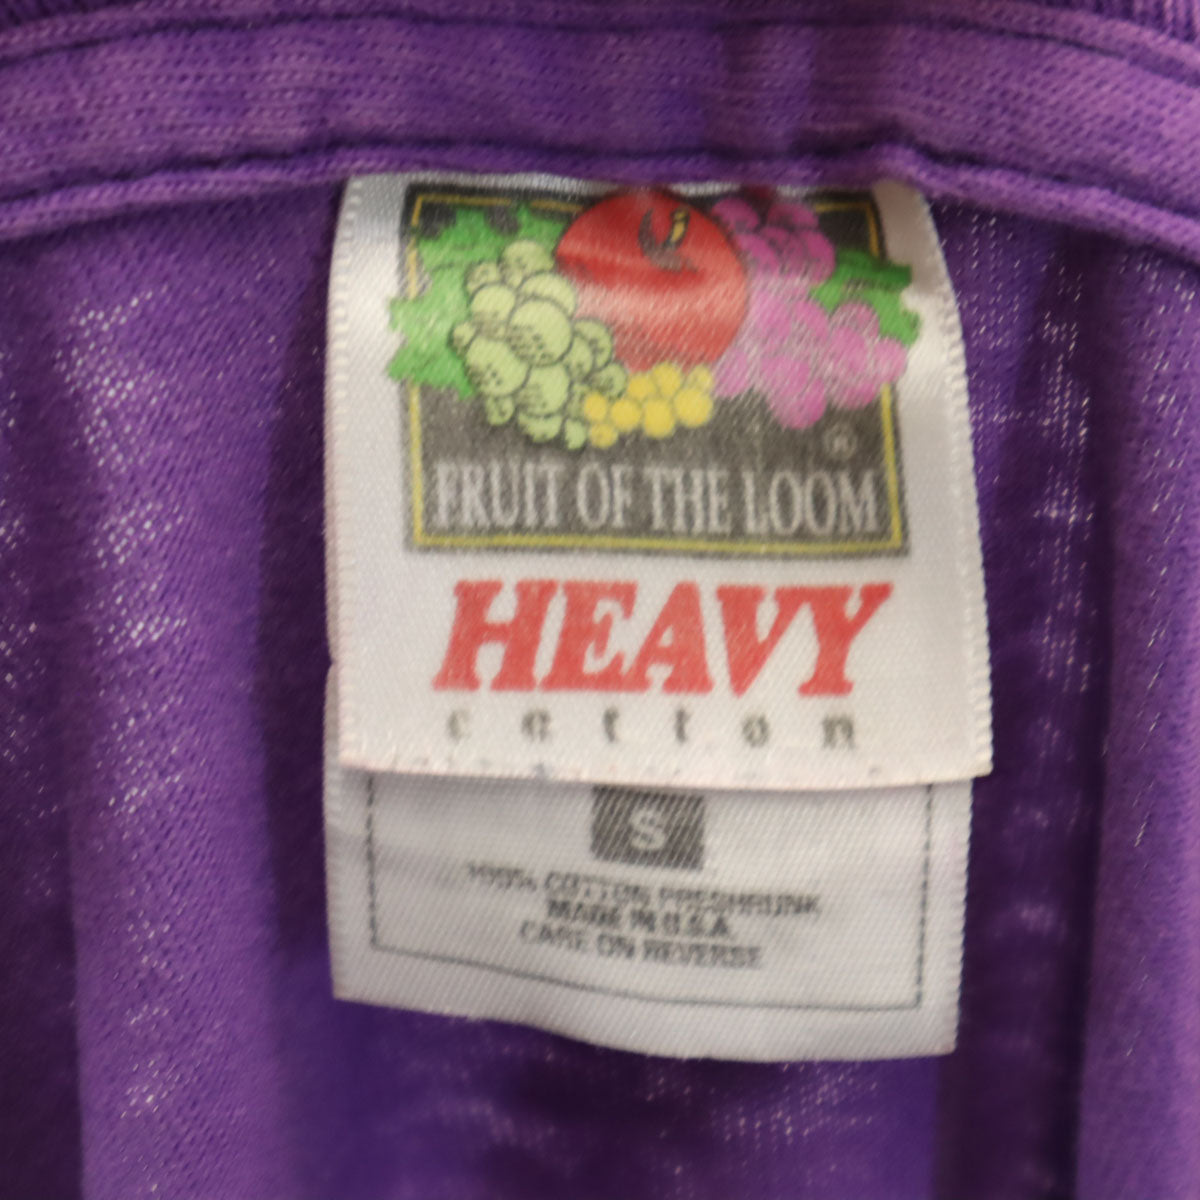 ®
FRUIT OF THE LOOM
HEAVY
cotton
S
100% COTTON PRESHRUNK
MADE IN U.S.A.
CARE ON REVERSE